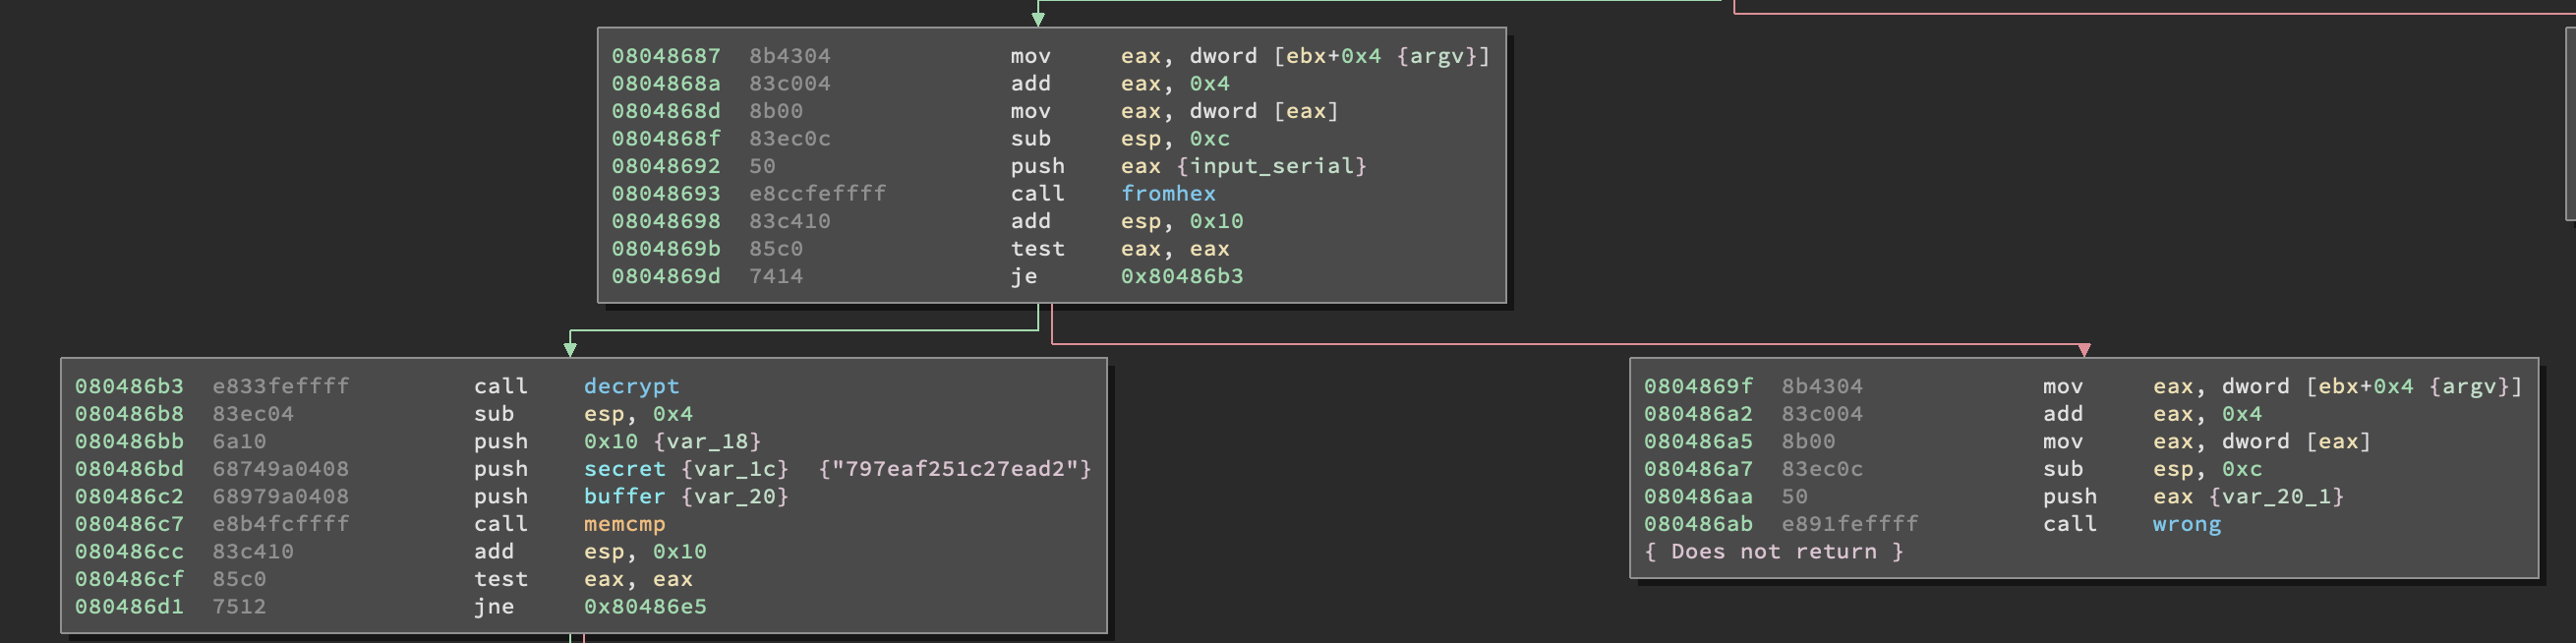 08048687 8b4304 mov eax, dword [ebx+0x4 {argv}]
0804868a 83c004 add eax, 0x4
0804868d 8b00 mov eax, dword [eax]
0804868f 83ec0c sub esp, 0xc
08048692 50 push eax {input_serial}
08048693 e8ccfeffff call fromhex
08048698 83c410 add esp, 0x10
0804869b 85c0 test eax, eax
0804869d 7414 je 0x80486b3
080486b3 e833feffff call decrypt
080486b8 83ec04 sub esp, 0x4
080486bb 6a10 push 0x10 {var_18}
080486bd 68749a0408 push secret {var_1c} {"797eaf251c27ead2"}
080486c2 68979a0408 push buffer {var_20}
080486c7 e8b4fcffff call memcmp
080486cc 83c410 add esp, 0x10
080486cf 85c0 test eax, eax
080486d1 7512 jne 0x80486e5
0804869f 8b4304 mov eax, dword [ebx+0x4 {argv}]
080486a2 83c004 add eax, 0x4
080486a5 8b00 mov eax, dword [eax]
080486a7 83ec0c sub esp, 0xc
080486aa 50 push eax {var_20_1}
080486ab e891feffff call wrong
{ Does not return }